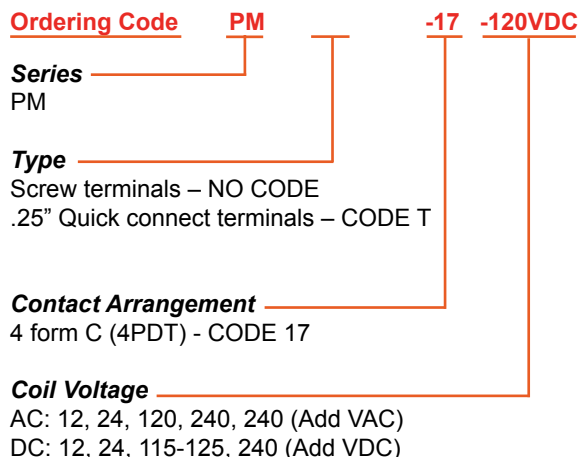 Ordering Code PM -17 -120VDC
Series
PM
Type
Screw terminals – NO CODE
.25” Quick connect terminals – CODE T
Contact Arrangement
4 form C (4PDT) - CODE 17
Coil Voltage
AC: 12, 24, 120, 240, 240 (Add VAC)
DC: 12, 24, 115-125, 240 (Add VDC)